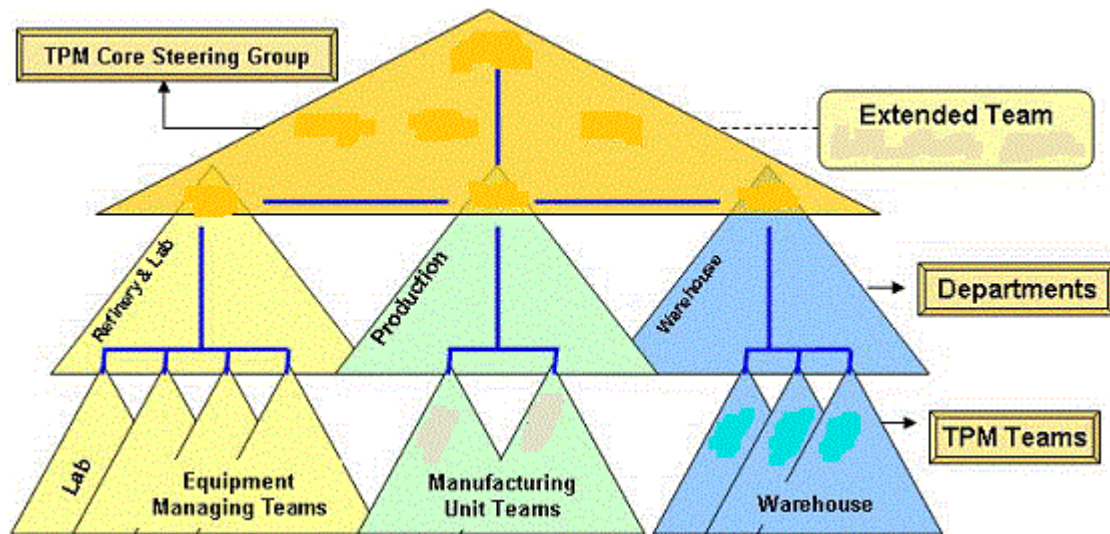 TPM Core Steering Group
Extended Team
Refinery & Lab
Production
Warehouse
Departments
TPM Teams
Lab
Equipment
Managing Teams
Manufacturing
Unit Teams
Warehouse